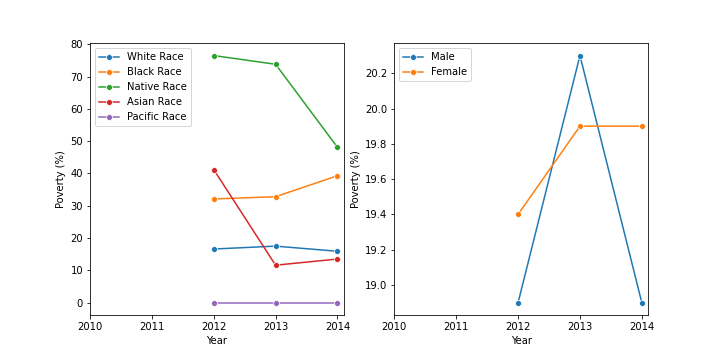 80
70
60
50
40
30
20
10
0
Poverty (%)
White Race
Black Race
Native Race
Asian Race
Pacific Race
2010 2011 2012 2013 2014
Year
20.2
20.0
19.8
19.6
19.4
19.2
19.0
Poverty (%)
Male
Female
2010 2011 2012 2013 2014
Year